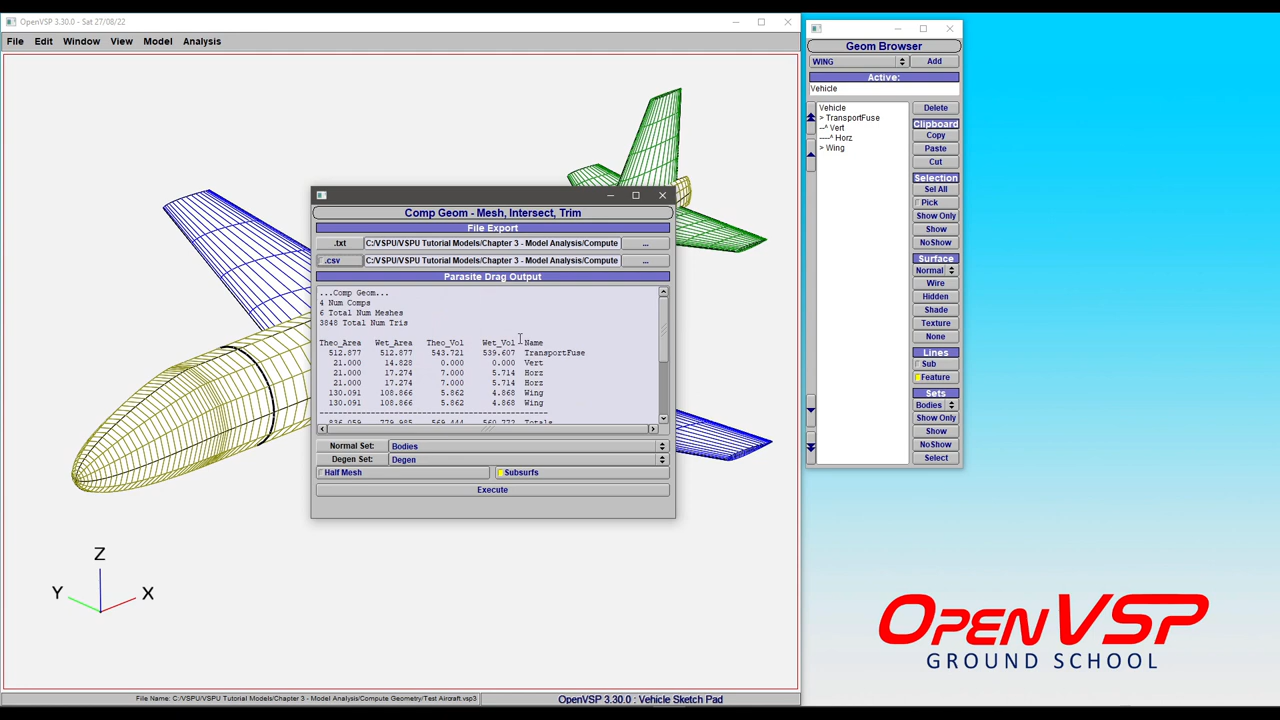 OpenVSP 3.30.0 - Sat 27/08/22
File Edit Window View Model Analysis
Comp Geom - Mesh, Intersect, Trim
File Export
.txt C:/VSPU/VSPU Tutorial Models/Chapter 3 - Model Analysis/Compute ...
.csv C:/VSPU/VSPU Tutorial Models/Chapter 3 - Model Analysis/Compute ...
Parasite Drag Output
...Comp Geom...
4 Num Comps
6 Total Num Meshes
3848 Total Num Tris
Theo_Area Wet_Area Theo_Vol Wet_Vol Name
512.877 512.877 543.721 539.607 TransportFuse
21.000 14.828 0.000 0.000 Vert
21.000 17.274 7.000 5.714 Horz
21.000 17.274 7.000 5.714 Horz
130.091 108.866 5.862 4.868 Wing
130.091 108.866 5.862 4.868 Wing
----------------------------------------------------
836.059 779.985 569.444 560.772 Totals
Normal Set: Bodies
Degen Set: Degen
Half Mesh Subsurfs
Execute
Z
Y X
File Name: C:/VSPU/VSPU Tutorial Models/Chapter 3 - Model Analysis/Compute Geometry/Test Aircraft.vsp3
OpenVSP 3.30.0 : Vehicle Sketch Pad
Geom Browser
WING Add
Active:
Vehicle
Vehicle
> TransportFuse
--^ Vert
----^ Horz
> Wing
Delete
Clipboard
Copy
Paste
Cut
Selection
Sel All
Pick
Show Only
Show
NoShow
Surface
Normal
Wire
Hidden
Shade
Texture
None
Lines
Sub
Feature
Sets
Bodies
Show Only
Show
NoShow
Select
OpenVSP
GROUND SCHOOL